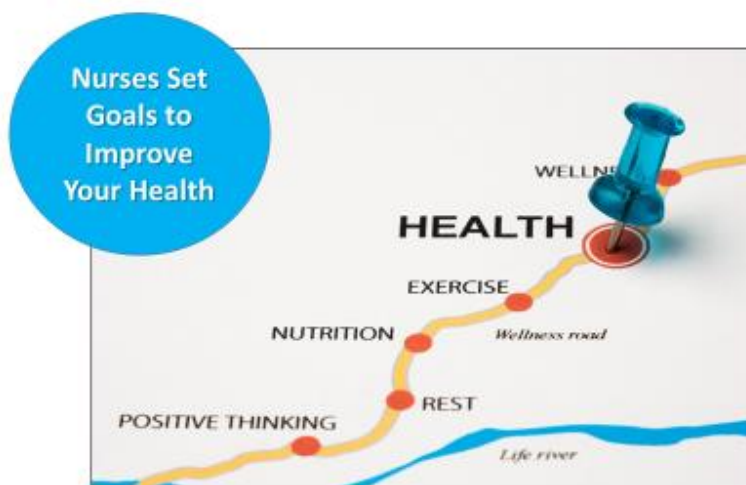 Nurses Set
Goals to
Improve
Your Health
HEALTH
EXERCISE
NUTRITION
Wellness road
REST
POSITIVE THINKING
Life river